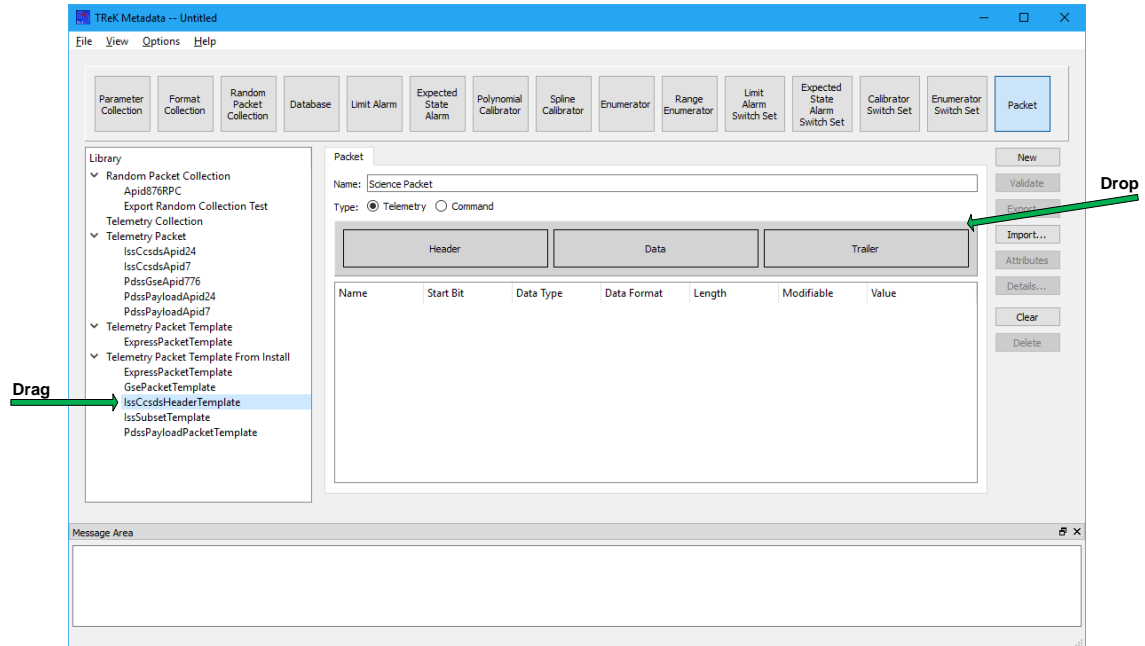 TReK Metadata -- Untitled
File View Options Help
Parameter
Collection
Format
Collection
Random
Packet
Collection
Database
Limit Alarm
Expected
State
Alarm
Polynomial
Calibrator
Spline
Calibrator
Enumerator
Range
Enumerator
Limit
Alarm
Switch Set
Expected
State
Alarm
Switch Set
Calibrator
Switch Set
Enumerator
Switch Set
Packet
Library
Random Packet Collection
Apid876RPC
Export Random Collection Test
Telemetry Collection
Telemetry Packet
IssCcsdsApid24
IssCcsdsApid7
PdssGseApid776
PdssPayloadApid24
PdssPayloadApid7
Telemetry Packet Template
ExpressPacketTemplate
Telemetry Packet Template From Install
ExpressPacketTemplate
GsePacketTemplate
IssCcsdsHeaderTemplate
IssSubsetTemplate
PdssPayloadPacketTemplate
Drag
Packet
Name: Science Packet
Type: Telemetry Command
Header Data Trailer
Name Start Bit Data Type Data Format Length Modifiable Value
New
Validate
Export...
Import...
Attributes
Details...
Clear
Delete
Drop
Message Area